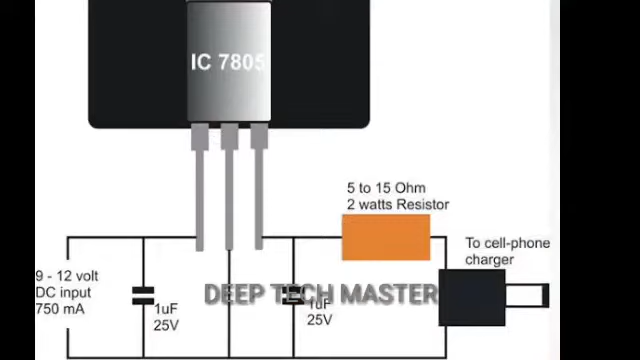 IC 7805
5 to 15 Ohm
2 watts Resistor
To cell-phone
charger
9 - 12 volt
DC input
750 mA
1uF
25V
DEEP TECH MASTER
1uF
25V